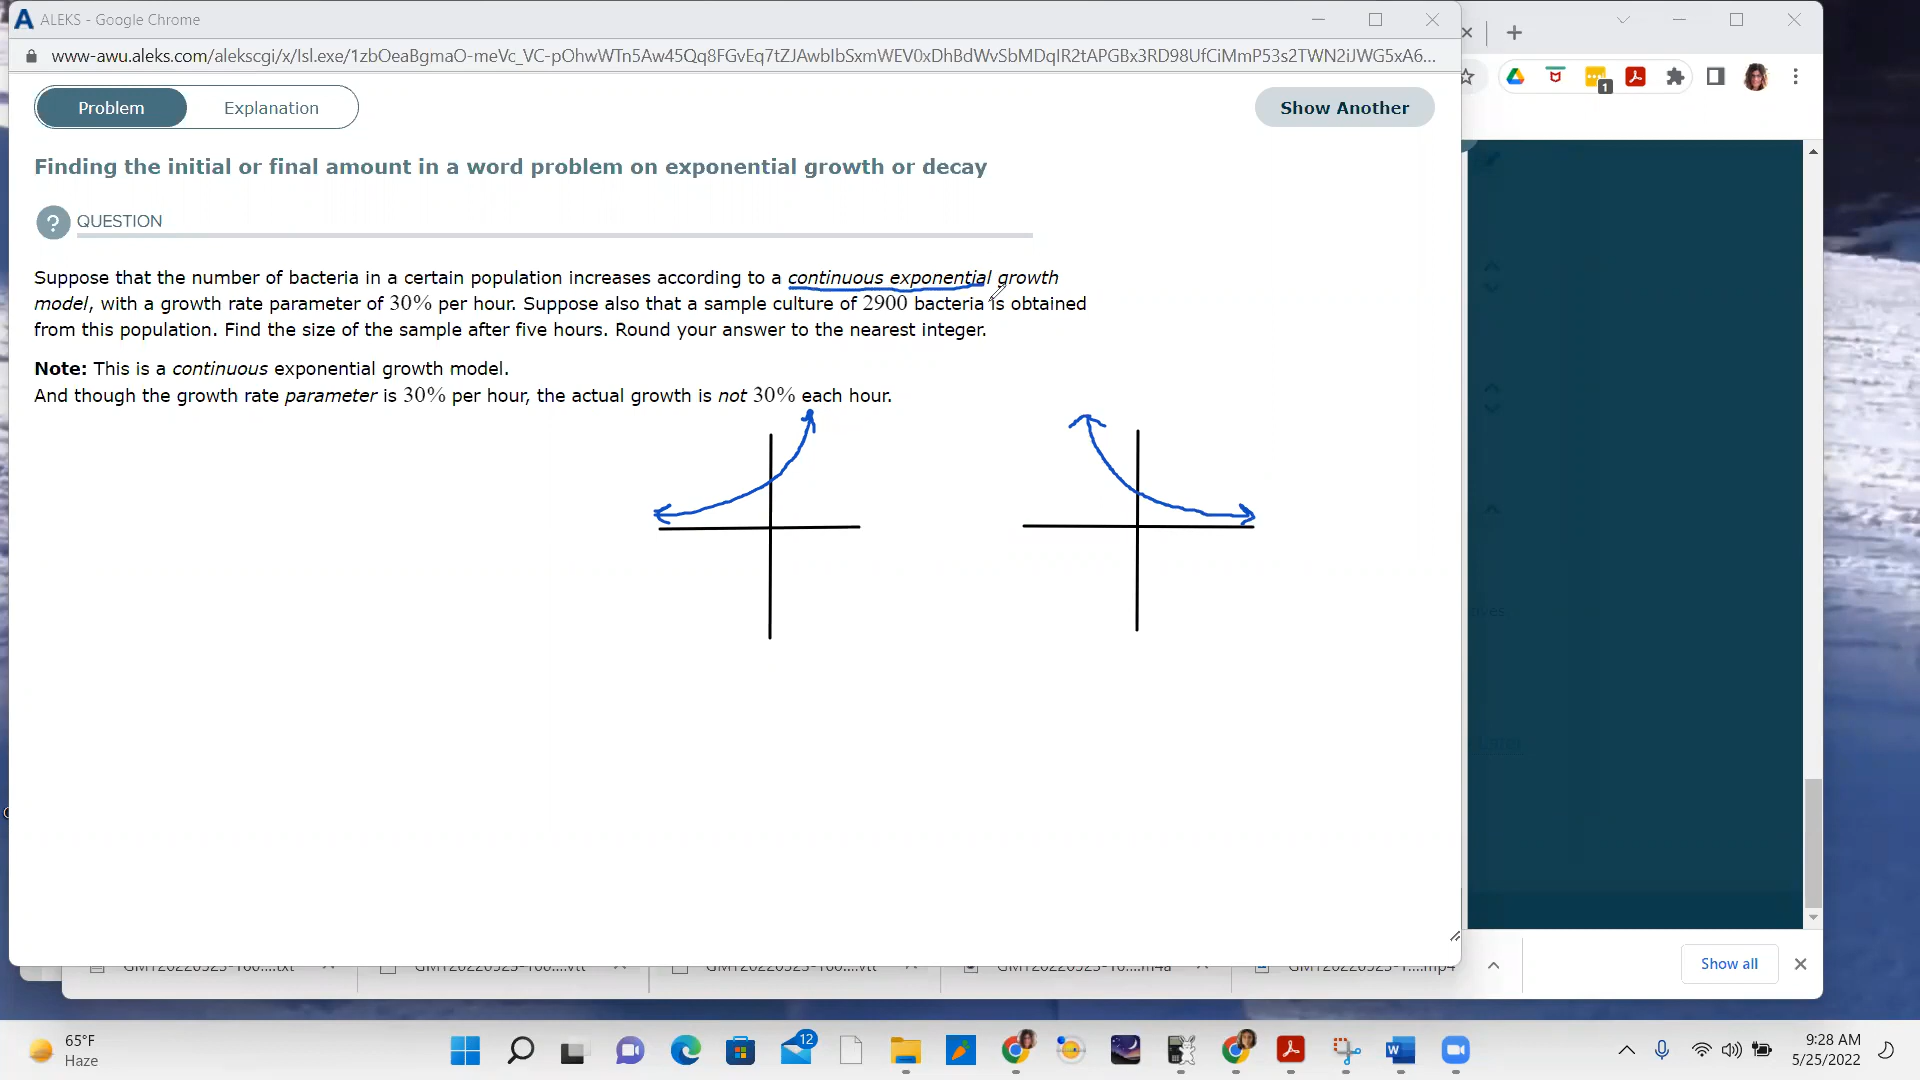 ALEKS - Google Chrome
www-awu.aleks.com/alekscgi/x/Isl.exe/1zbOeaBgmaO-meVc_VC-pOhwWTn5Aw45Qq8FGvEq7tZJAwbIbSxmWEV0xDhBdWvSbMDqIR2tAPGBx3RD98UfCiMmP53s2TWN2iJWG5xA6...
Problem
Explanation
Show Another
1
Finding the initial or final amount in a word problem on exponential growth or decay
? QUESTION
Suppose that the number of bacteria in a certain population increases according to a continuous exponential growth
model, with a growth rate parameter of 30% per hour. Suppose also that a sample culture of 2900 bacteria is obtained
from this population. Find the size of the sample after five hours. Round your answer to the nearest integer.
Note: This is a continuous exponential growth model.
And though the growth rate parameter is 30% per hour, the actual growth is not 30% each hour.
Show all
65°F
Haze
12
9:28 AM
5/25/2022